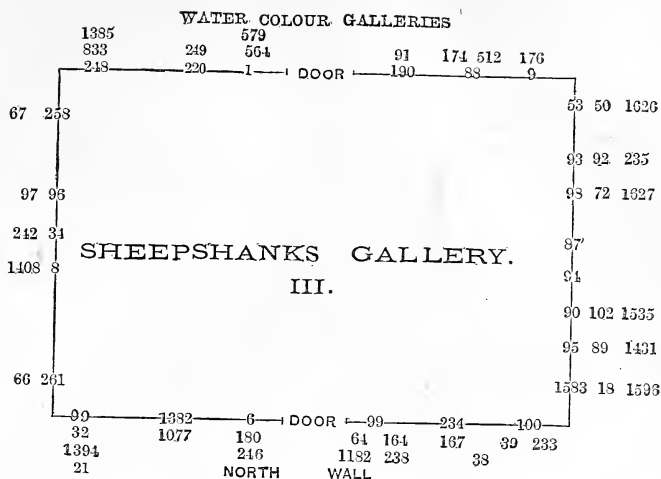 WATER COLOUR GALLERIES
1385 579
833 249 564 91 174 512 176
248 220 1 DOOR 190 88 9
53 50 1626
67 258
93 92 235
97 96 98 72 1627
242 34
87
SHEEPSHANKS GALLERY.
1408 8
94
III.
90 102 1535
95 89 1431
66 261 1583 18 1596
1382 6 DOOR 99 234 100
32 1077 180 64 164 167 39 233
1394 246 1182 238 38
21 NORTH WALL